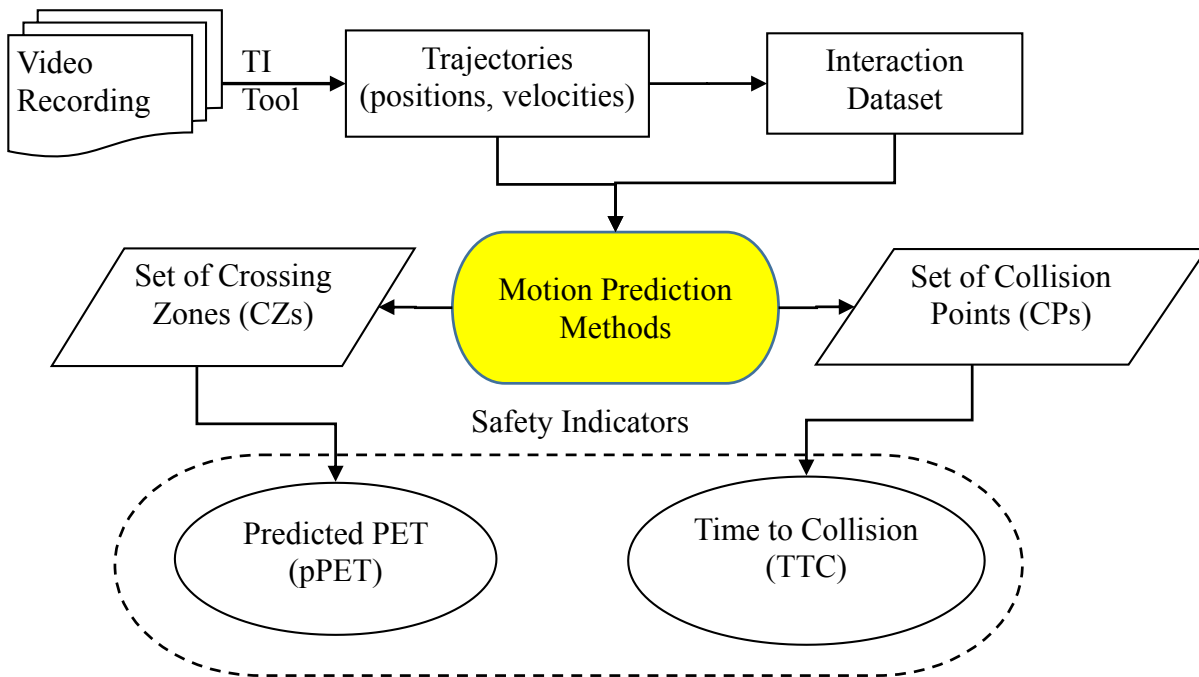 Video
Recording
TI
Tool
Trajectories
(positions, velocities)
Interaction
Dataset
Set of Crossing
Zones (CZs)
Motion Prediction
Methods
Set of Collision
Points (CPs)
Safety Indicators
Predicted PET
(pPET)
Time to Collision
(TTC)